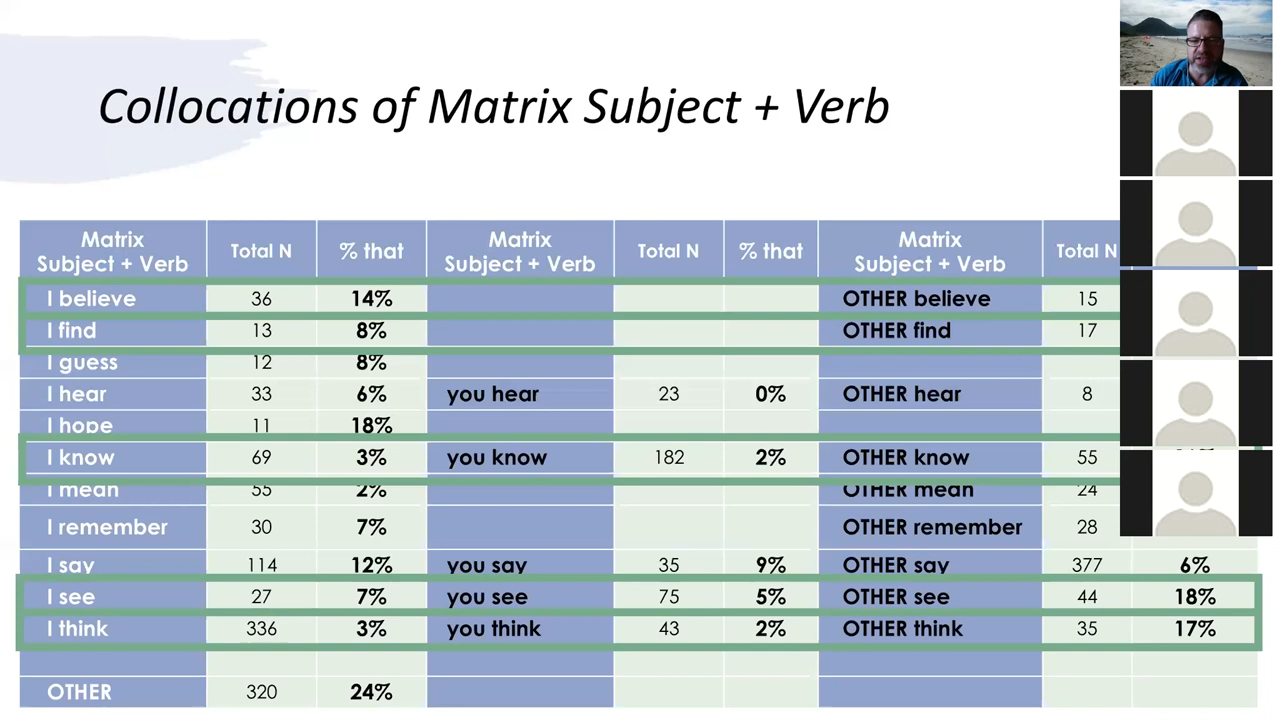 Collocations of Matrix Subject + Verb
Matrix Subject + Verb Total N % that Matrix Subject + Verb Total N % that Matrix Subject + Verb Total N
I believe 36 14% OTHER believe 15
I find 13 8% OTHER find 17
I guess 12 8%
I hear 33 6% you hear 23 0% OTHER hear 8
I hope 11 18%
I know 69 3% you know 182 2% OTHER know 55
I mean 55 2% OTHER mean 24
I remember 30 7% OTHER remember 28
I say 114 12% you say 35 9% OTHER say 377 6%
I see 27 7% you see 75 5% OTHER see 44 18%
I think 336 3% you think 43 2% OTHER think 35 17%
OTHER 320 24%